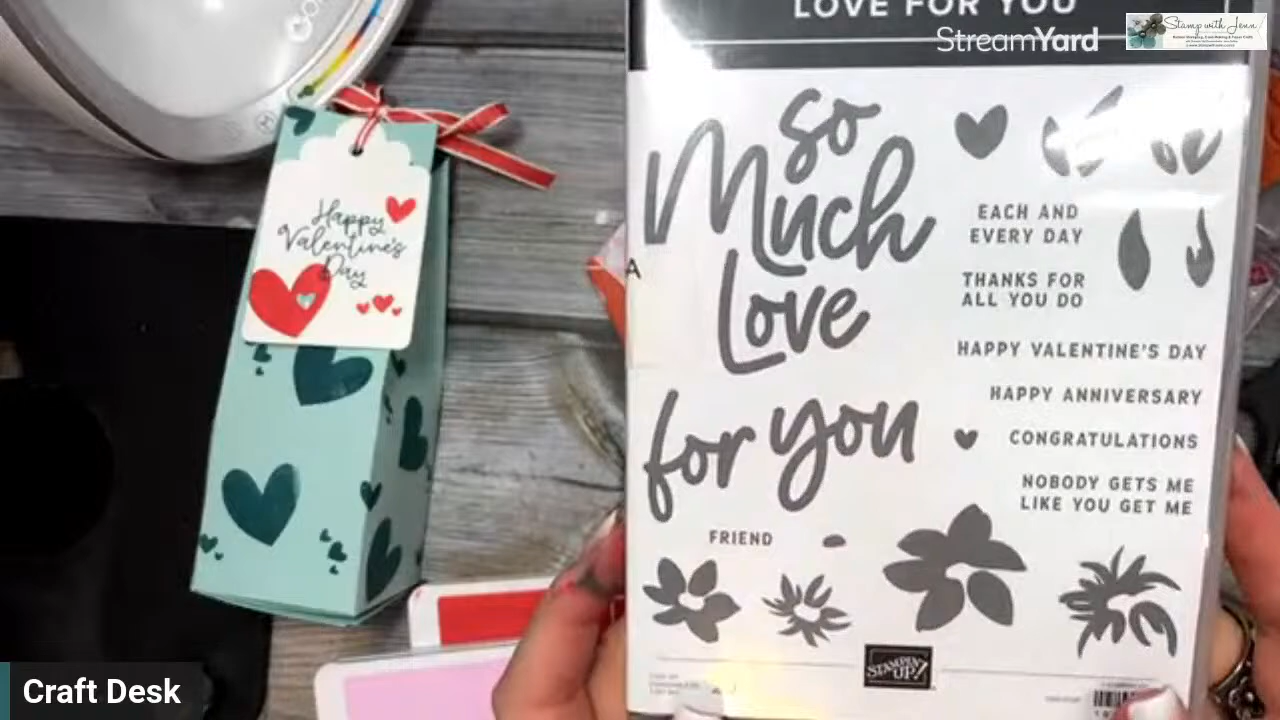 LOVE FOR YOU
StreamYard
Stamp with Jenn
Happy
Valentine's
Day
so
Much
Love
for you
EACH AND
EVERY DAY
THANKS FOR
ALL YOU DO
HAPPY VALENTINE'S DAY
HAPPY ANNIVERSARY
CONGRATULATIONS
NOBODY GETS ME
LIKE YOU GET ME
FRIEND
STAMPIN' UP!
Craft Desk